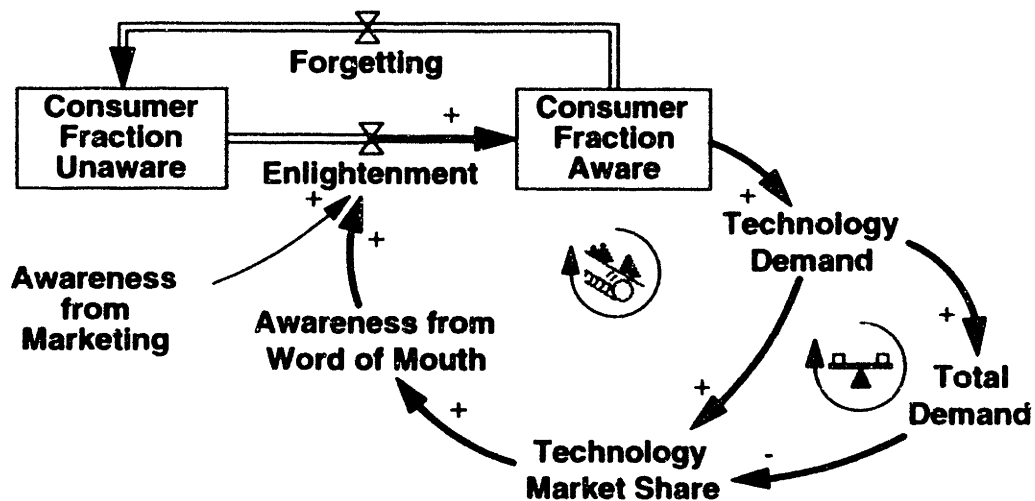 Forgetting
Consumer
Fraction
Unaware
+
Consumer
Fraction
Aware
Enlightenment
+
+
+
Technology
Demand
Awareness
from
Marketing
Awareness from
Word of Mouth
+
Total
Demand
+
+
-
Technology
Market Share